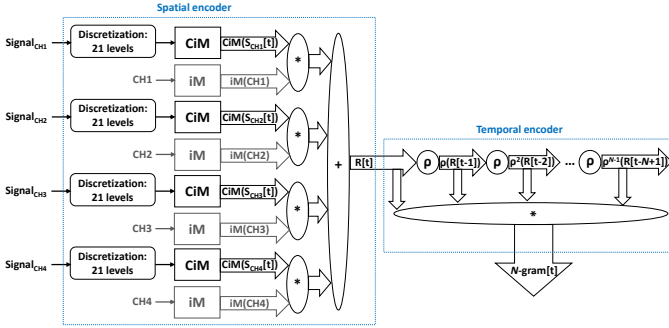 Spatial encoder
Signal_CH1
Discretization:
21 levels
CiM
CiM(S_CH1[t])
*
CH1
iM
iM(CH1)
Signal_CH2
Discretization:
21 levels
CiM
CiM(S_CH2[t])
*
CH2
iM
iM(CH2)
Signal_CH3
Discretization:
21 levels
CiM
CiM(S_CH3[t])
*
CH3
iM
iM(CH3)
Signal_CH4
Discretization:
21 levels
CiM
CiM(S_CH4[t])
*
CH4
iM
iM(CH4)
+
Temporal encoder
R[t]
ρ
ρ(R[t-1])
ρ
ρ²(R[t-2])
...
ρ
ρᴺ⁻¹(R[t-N+1])
*
N-gram[t]